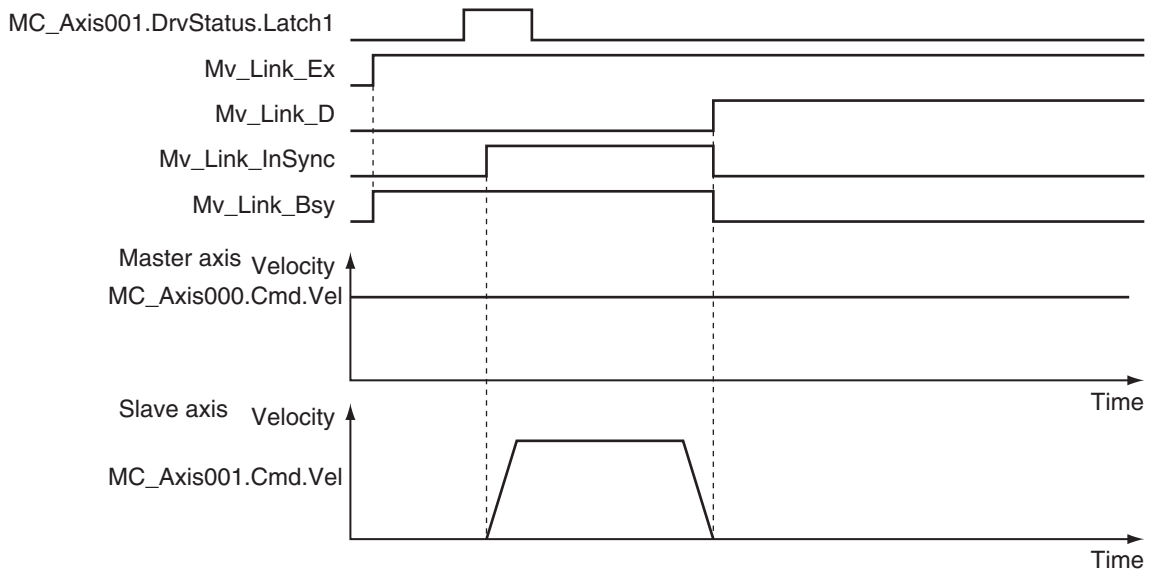 MC_Axis001.DrvStatus.Latch1
Mv_Link_Ex
Mv_Link_D
Mv_Link_InSync
Mv_Link_Bsy
Master axis Velocity
MC_Axis000.Cmd.Vel
Time
Slave axis Velocity
MC_Axis001.Cmd.Vel
Time